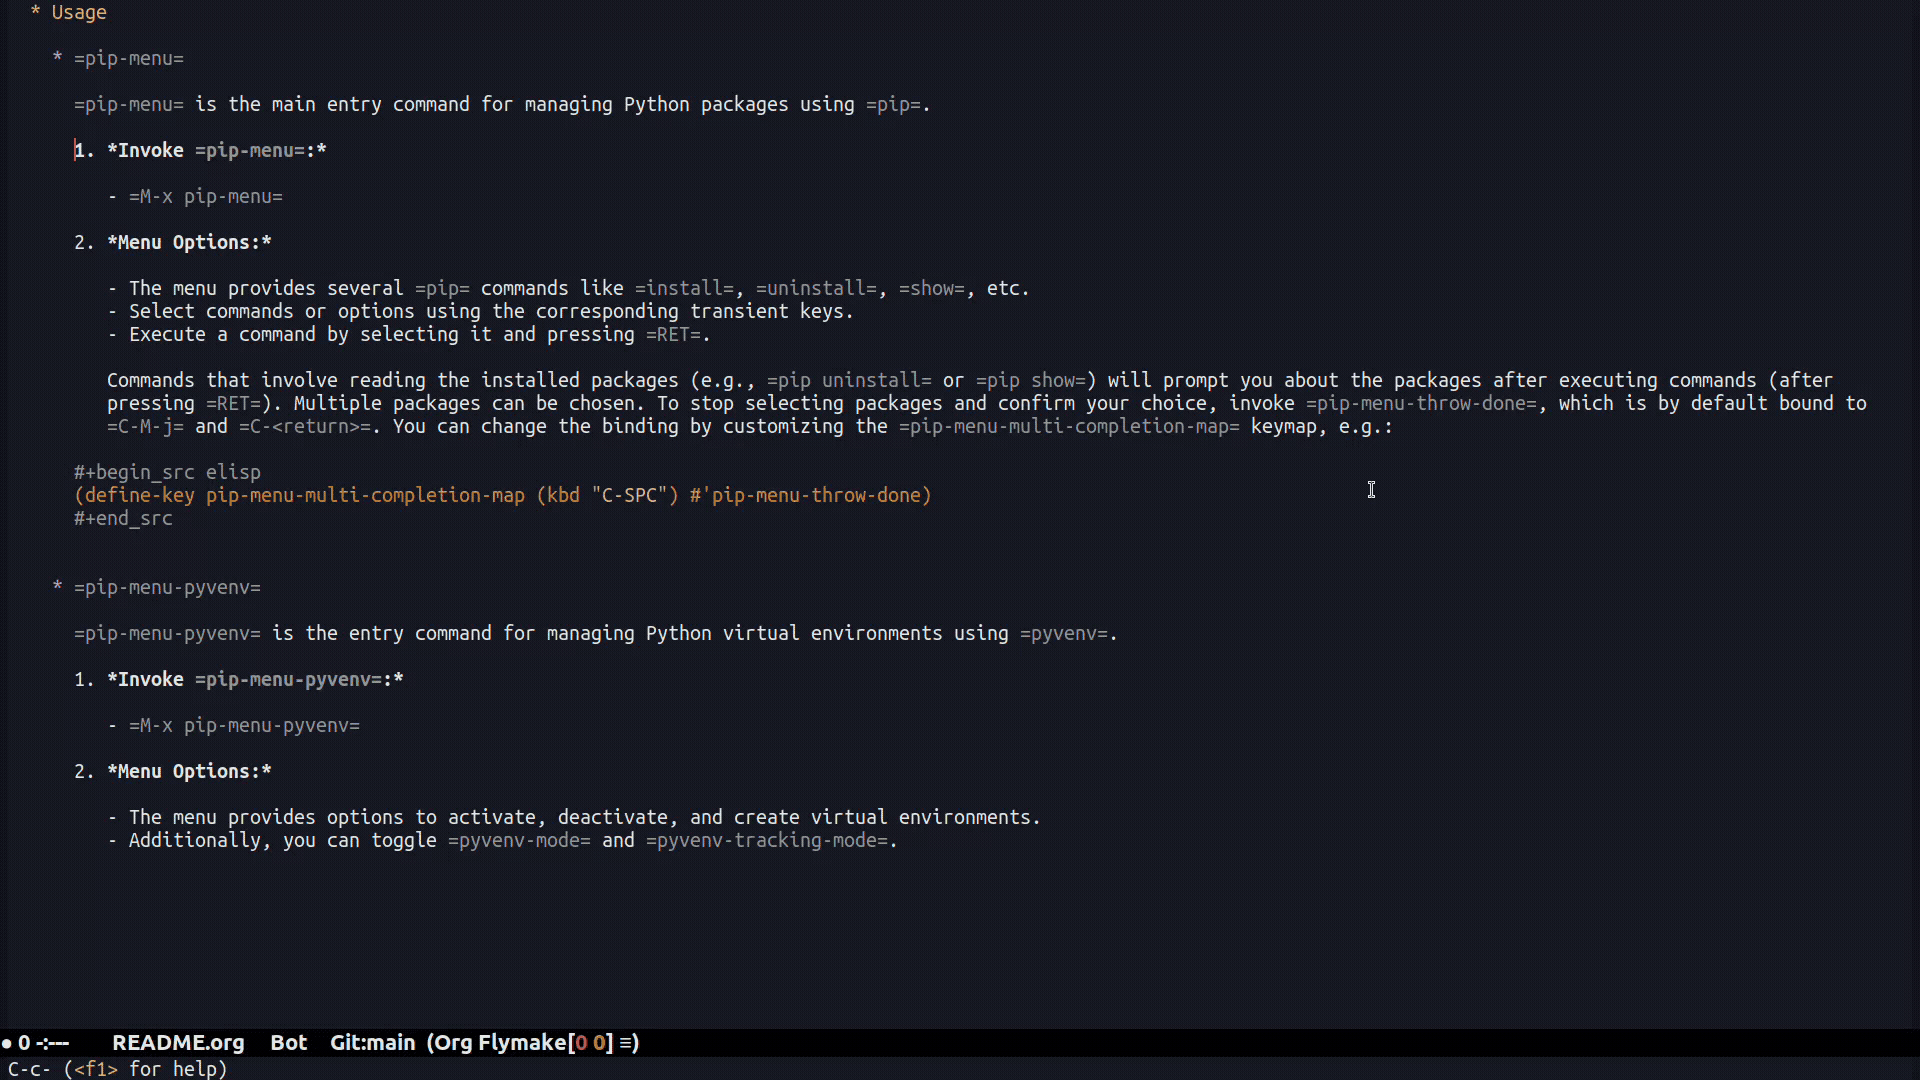 * Usage
* =pip-menu=
=pip-menu= is the main entry command for managing Python packages using =pip=.
1. *Invoke =pip-menu=:*
- =M-x pip-menu=
2. *Menu Options:*
- The menu provides several =pip= commands like =install=, =uninstall=, =show=, etc.
- Select commands or options using the corresponding transient keys.
- Execute a command by selecting it and pressing =RET=.
Commands that involve reading the installed packages (e.g., =pip uninstall= or =pip show=) will prompt you about the packages after executing commands (after
pressing =RET=). Multiple packages can be chosen. To stop selecting packages and confirm your choice, invoke =pip-menu-throw-done=, which is by default bound to
=C-M-j= and =C-<return>=. You can change the binding by customizing the =pip-menu-multi-completion-map= keymap, e.g.:
#+begin_src elisp
(define-key pip-menu-multi-completion-map (kbd "C-SPC") #'pip-menu-throw-done)
#+end_src
* =pip-menu-pyvenv=
=pip-menu-pyvenv= is the entry command for managing Python virtual environments using =pyvenv=.
1. *Invoke =pip-menu-pyvenv=:*
- =M-x pip-menu-pyvenv=
2. *Menu Options:*
- The menu provides options to activate, deactivate, and create virtual environments.
- Additionally, you can toggle =pyvenv-mode= and =pyvenv-tracking-mode=.
● 0 -:--- README.org Bot Git:main (Org Flymake[0 0] ≡)
C-c- (<f1> for help)